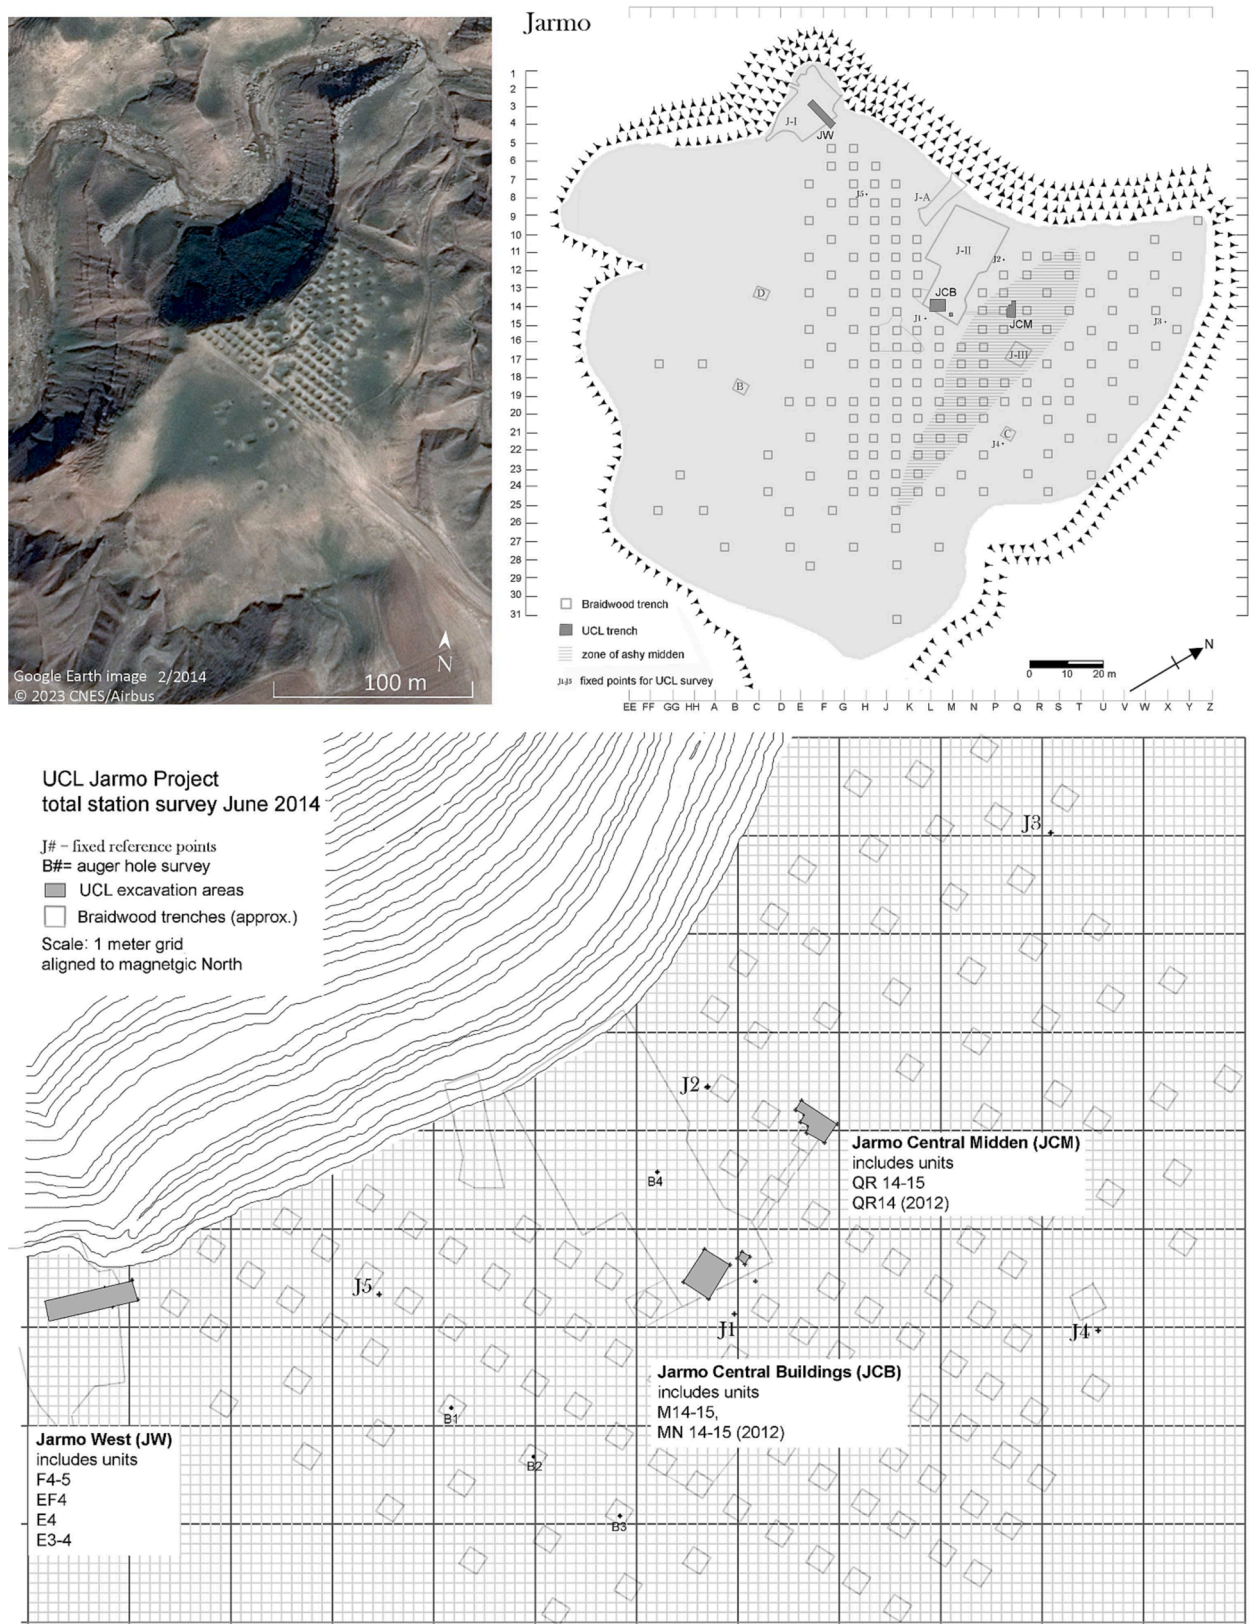 Google Earth image 2/2014
© 2023 CNES/Airbus
N
100 m
Jarmo
1
2
3
4
5
6
7
8
9
10
11
12
13
14
15
16
17
18
19
20
21
22
23
24
25
26
27
28
29
30
31
J-I
JW
J5
J-A
J-II
J2
D
JCB
J1
JCM
J3
J-III
B
C
J4
Braidwood trench
UCL trench
zone of ashy midden
J1-J5 fixed points for UCL survey
0 10 20 m
N
EE FF GG HH A B C D E F G H J K L M N P Q R S T U V W X Y Z
UCL Jarmo Project
total station survey June 2014
J# – fixed reference points
B#= auger hole survey
UCL excavation areas
Braidwood trenches (approx.)
Scale: 1 meter grid
aligned to magnetgic North
J3
J2
B4
Jarmo Central Midden (JCM)
includes units
QR 14-15
QR14 (2012)
J5
J1
J4
Jarmo Central Buildings (JCB)
includes units
M14-15,
MN 14-15 (2012)
B1
B2
B3
Jarmo West (JW)
includes units
F4-5
EF4
E4
E3-4